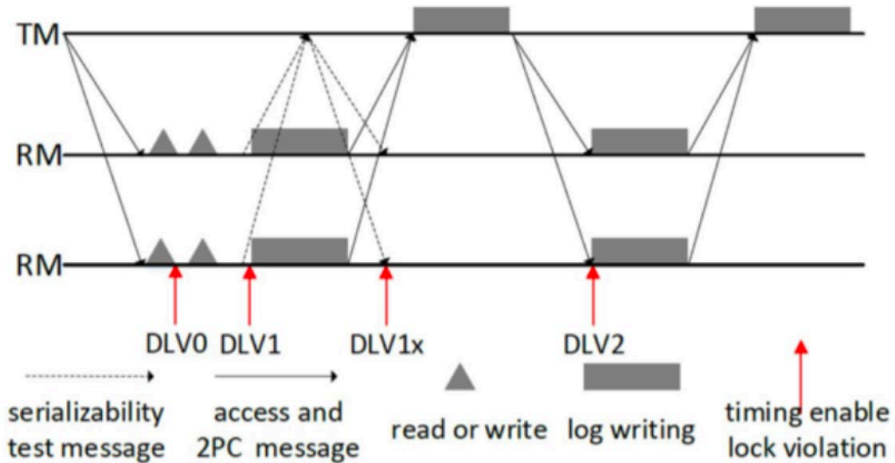 TM
RM
RM
DLV0 DLV1 DLV1x DLV2
serializability access and read or write log writing timing enable
test message 2PC message lock violation